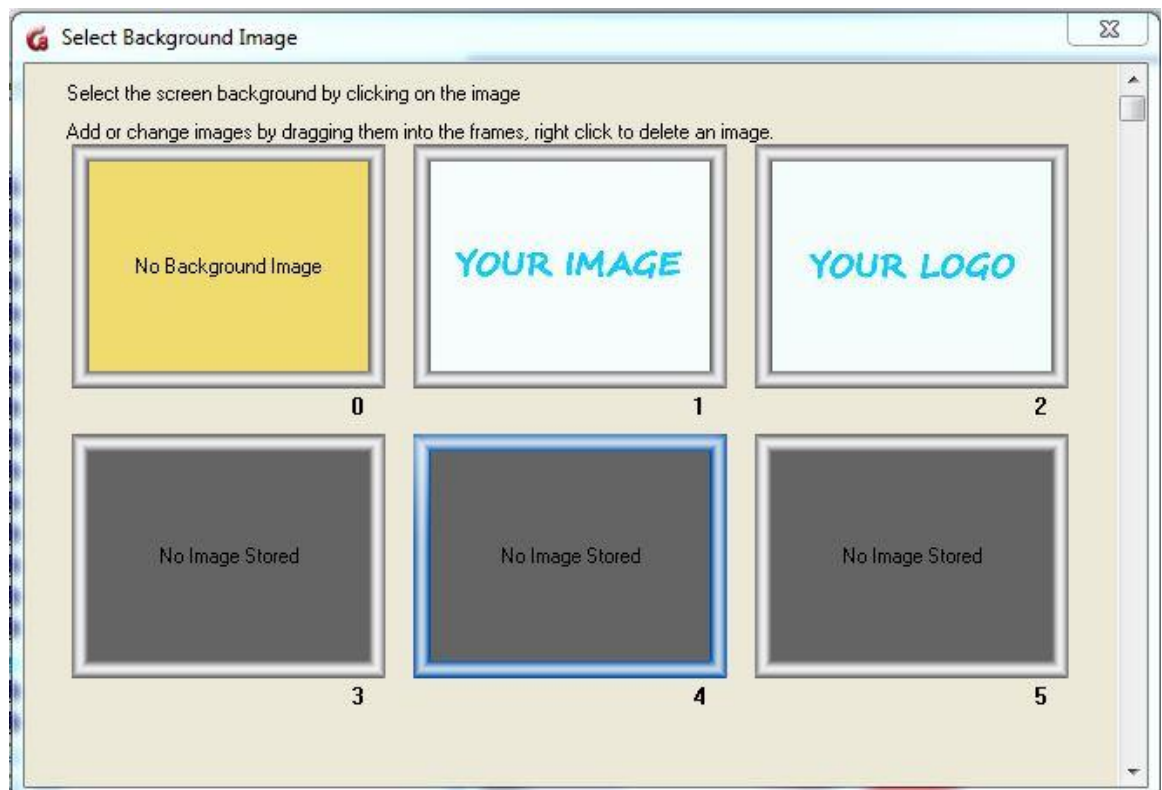 Select Background Image
Select the screen background by clicking on the image
Add or change images by dragging them into the frames, right click to delete an image.
No Background Image
YOUR IMAGE
YOUR LOGO
0
1
2
No Image Stored
No Image Stored
No Image Stored
3
4
5